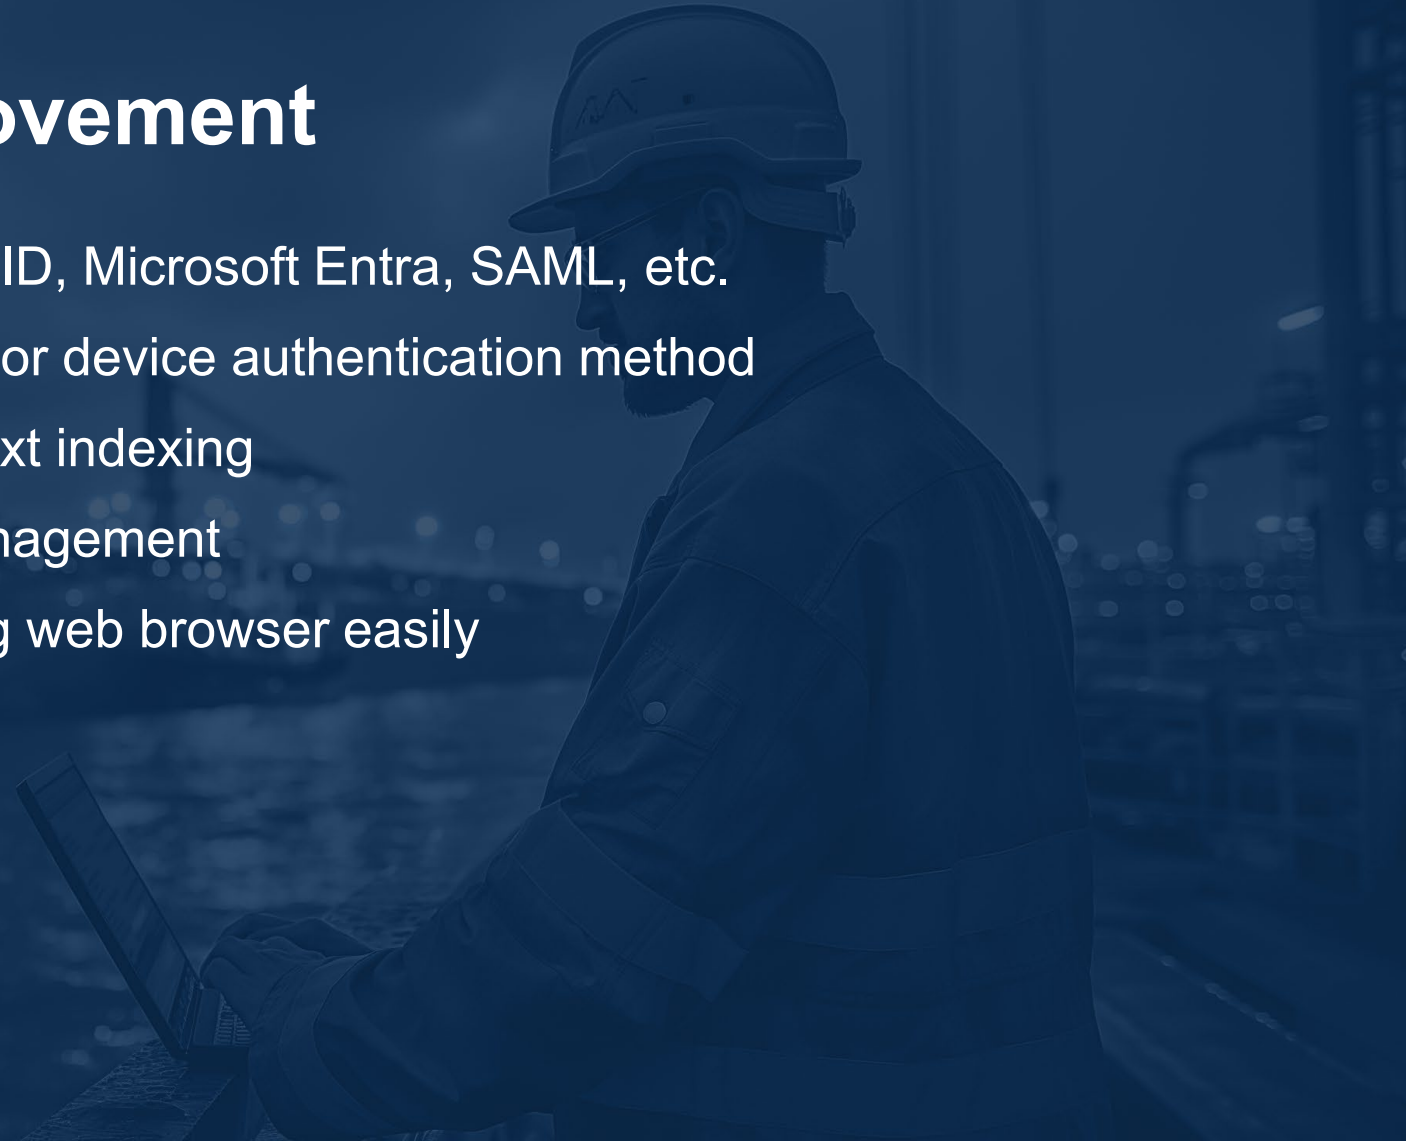 ovement
ID, Microsoft Entra, SAML, etc.
or device authentication method
xt indexing
nagement
g web browser easily